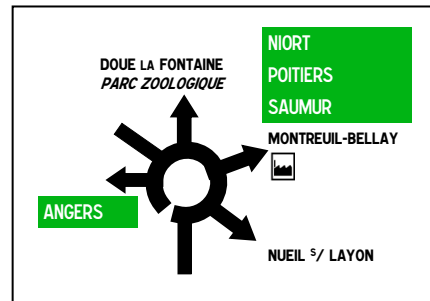 DOUE LA FONTAINE
PARC ZOOLOGIQUE
NIORT
POITIERS
SAUMUR
MONTREUIL-BELLAY
ANGERS
NUEIL S/ LAYON